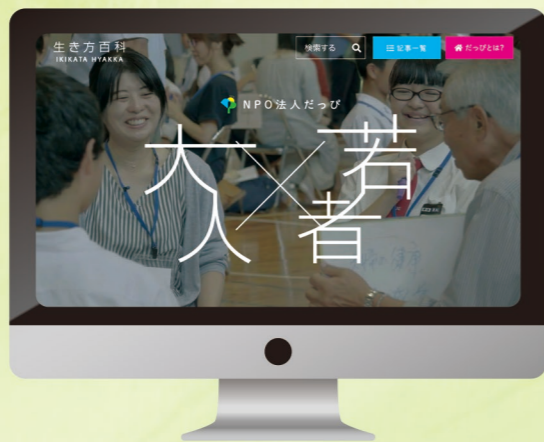 生き方百科
IKIKATA HYAKKA
検索する
記事一覧
だっぴとは?
NPO法人だっぴ
大人×若者